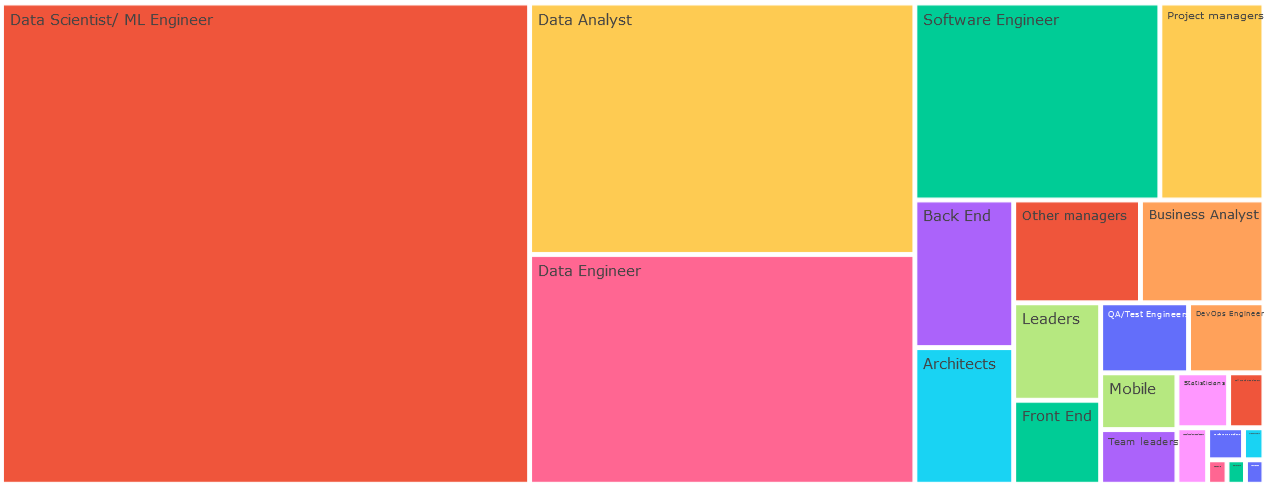 Data Scientist/ ML Engineer
Data Analyst
Software Engineer
Project managers
Data Engineer
Back End
Other managers
Business Analyst
Architects
Leaders
QA/Test Engineer
DevOps Engineer
Front End
Mobile
Statisticians
Team leaders